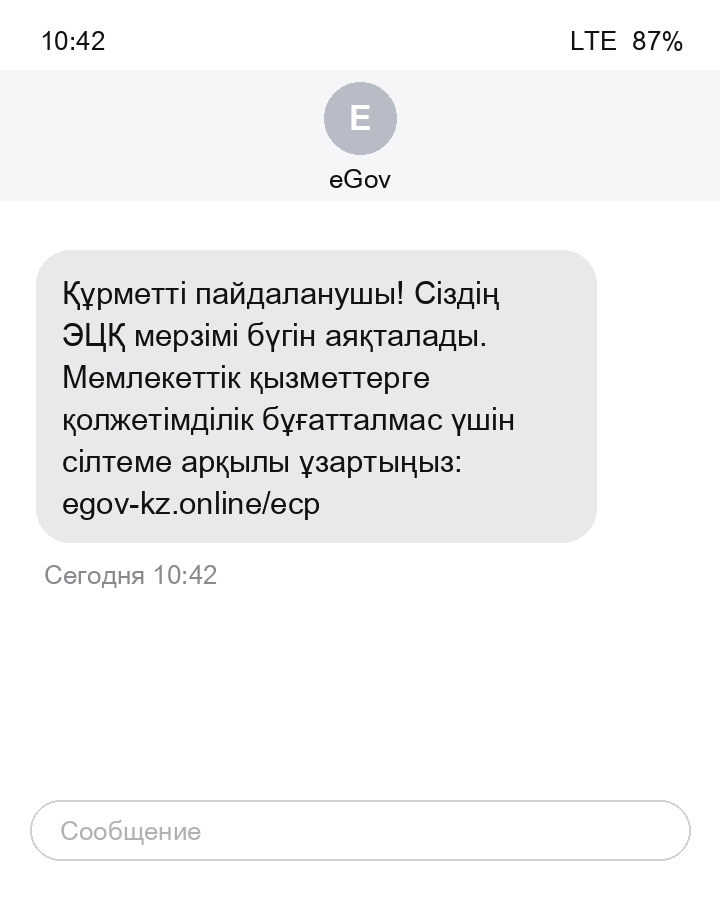 10:42 LTE 87%
E
eGov
Құрметті пайдаланушы! Сіздің
ЭЦҚ мерзімі бүгін аяқталады.
Мемлекеттік қызметтерге
қолжетімділік бұғатталмас үшін
сілтеме арқылы ұзартыңыз:
egov-kz.online/ecp
Сегодня 10:42
Сообщение